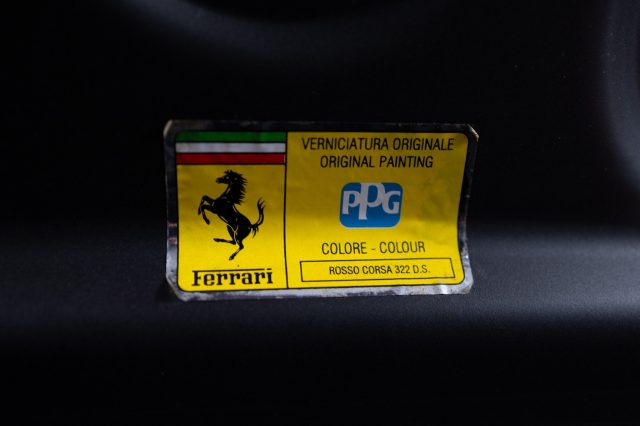 VERNICIATURA ORIGINALE
ORIGINAL PAINTING
PPG
COLORE - COLOUR
ROSSO CORSA 322 D.S.
Ferrari